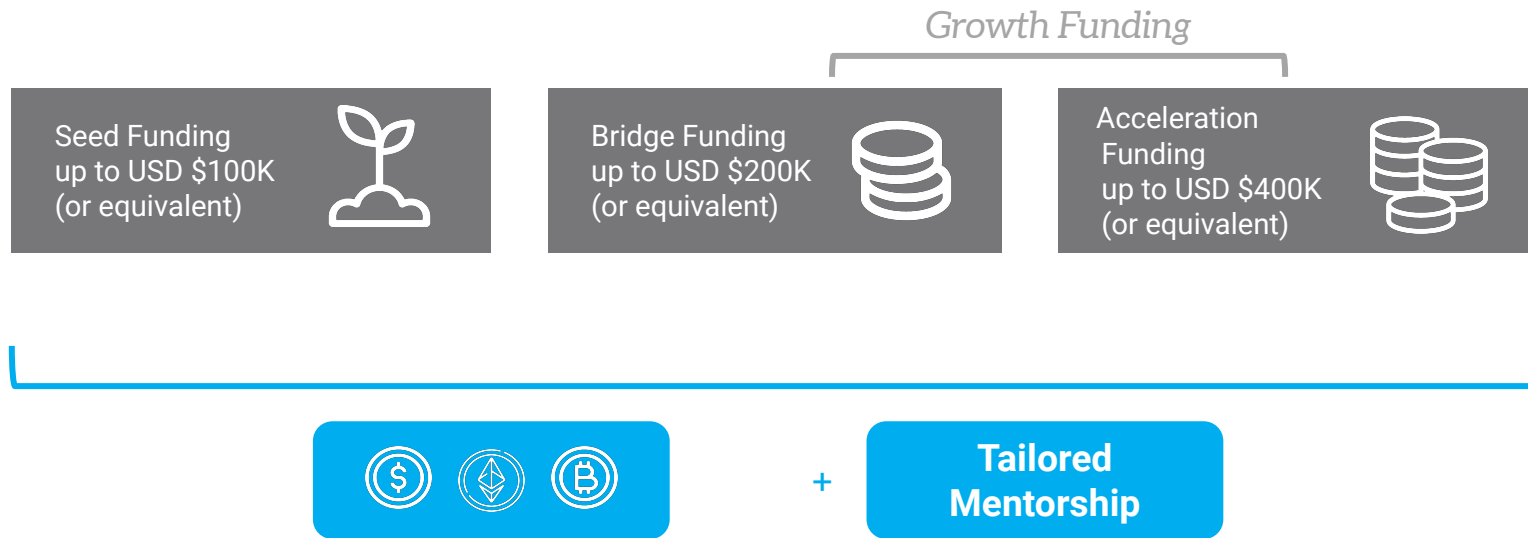 Growth Funding
Seed Funding
up to USD $100K
(or equivalent)
Bridge Funding
up to USD $200K
(or equivalent)
Acceleration
Funding
up to USD $400K
(or equivalent)
+
Tailored
Mentorship